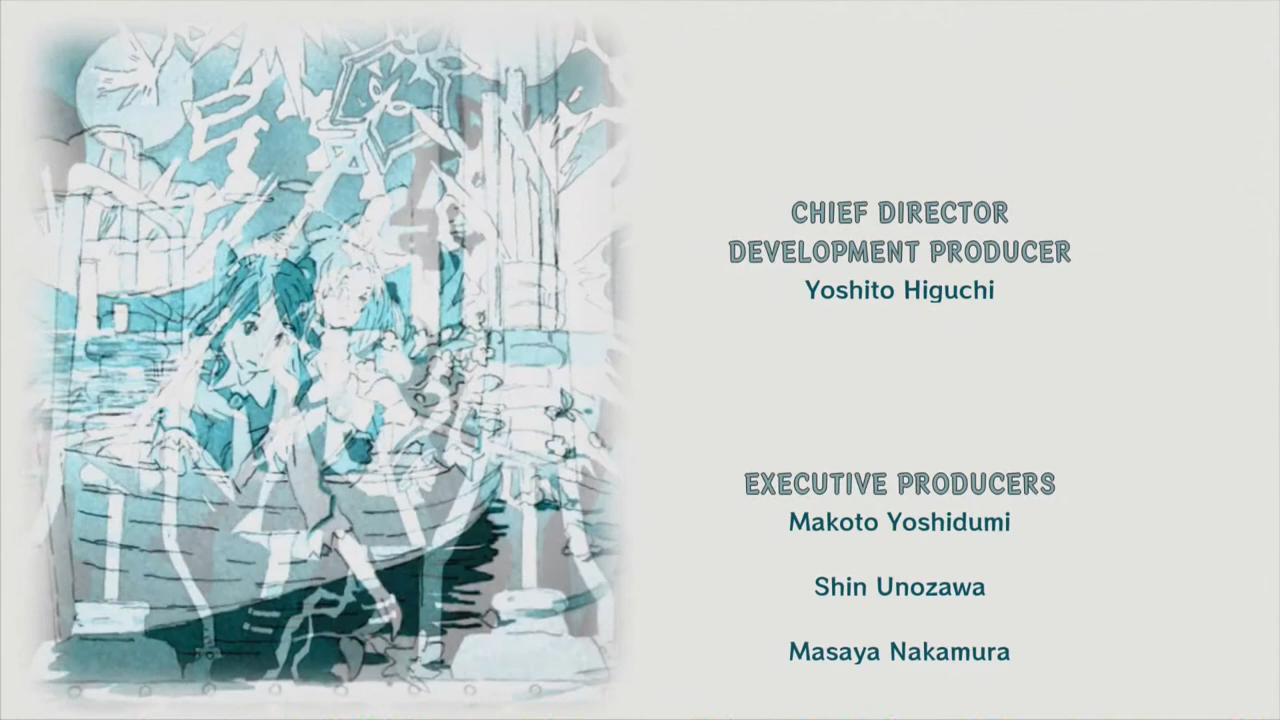 CHIEF DIRECTOR
DEVELOPMENT PRODUCER
Yoshito Higuchi
EXECUTIVE PRODUCERS
Makoto Yoshidumi
Shin Unozawa
Masaya Nakamura